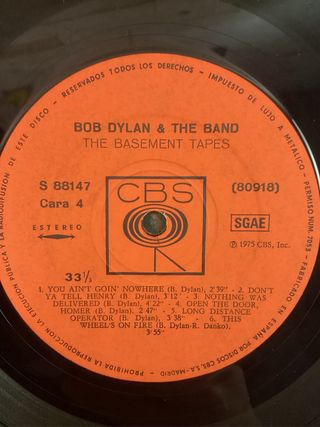 RESERVADOS TODOS LOS DERECHOS - IMPUESTO DE LUJO A METALICO - PERMISO NUM. 7053 - FABRICADO EN ESPAÑA POR DISCOS CBS, S.A.-MADRID - PROHIBIDA LA REPRODUCCION, LA EJECUCION PUBLICA Y LA RADIODIFUSION DE ESTE DISCO -
BOB DYLAN & THE BAND
THE BASEMENT TAPES
S 88147
Cara 4
ESTEREO
CBS
(80918)
SGAE
Ⓟ 1975 CBS, Inc.
33⅓
1. YOU AIN'T GOIN' NOWHERE (B. Dylan), 2'39" - 2. DON'T
YA TELL HENRY (B. Dylan), 3'12" - 3. NOTHING WAS
DELIVERED (B. Dylan), 4'22" - 4. OPEN THE DOOR,
HOMER (B. Dylan), 2'47" - 5. LONG DISTANCE
OPERATOR (B. Dylan), 3'38" - 6. THIS
WHEEL'S ON FIRE (B. Dylan-R. Danko),
3'55"